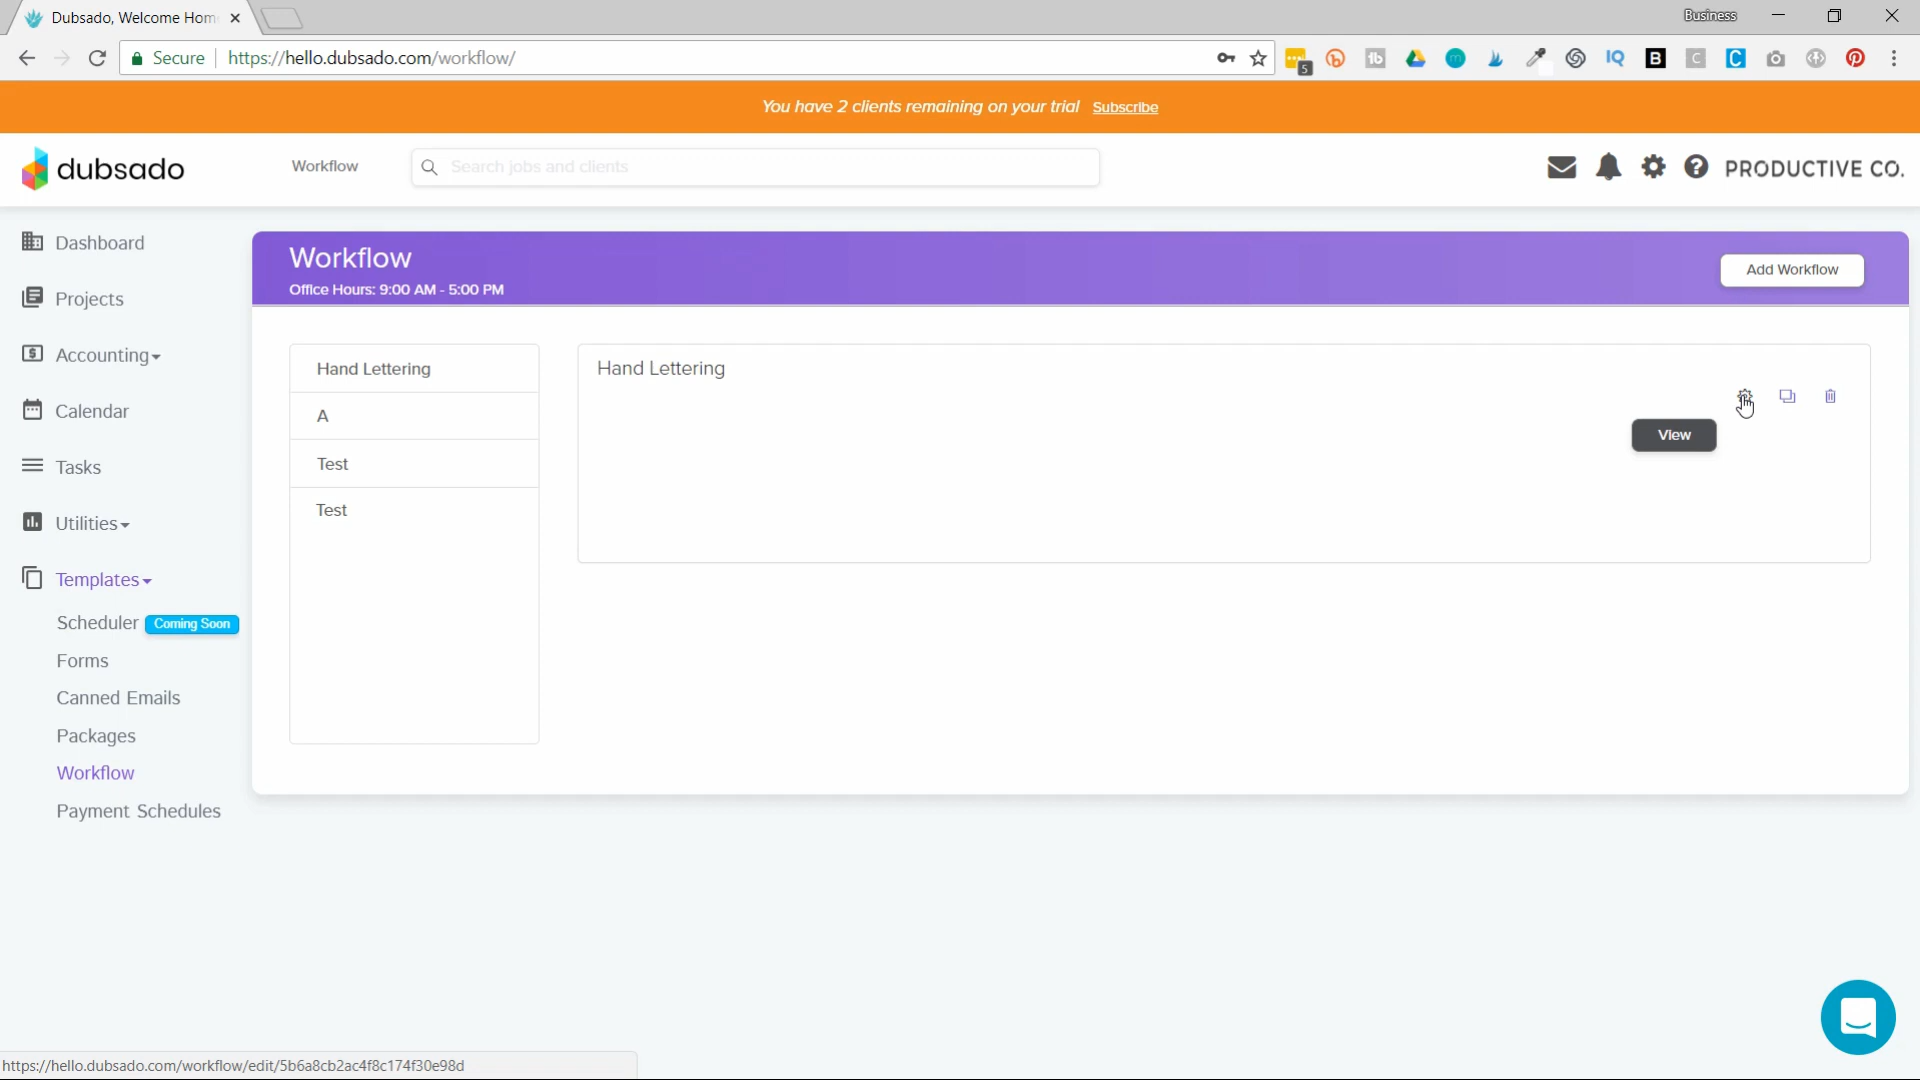 Dubsado, Welcome Hom
Business
Secure
https://hello.dubsado.com/workflow/
5
You have 2 clients remaining on your trial Subscribe
dubsado
Workflow
Search jobs and clients
PRODUCTIVE CO.
Dashboard
Projects
Accounting
Calendar
Tasks
Utilities
Templates
Scheduler Coming Soon
Forms
Canned Emails
Packages
Workflow
Payment Schedules
Workflow
Office Hours: 9:00 AM - 5:00 PM
Add Workflow
Hand Lettering
A
Test
Test
Hand Lettering
View
https://hello.dubsado.com/workflow/edit/5b6a8cb2ac4f8c174f30e98d